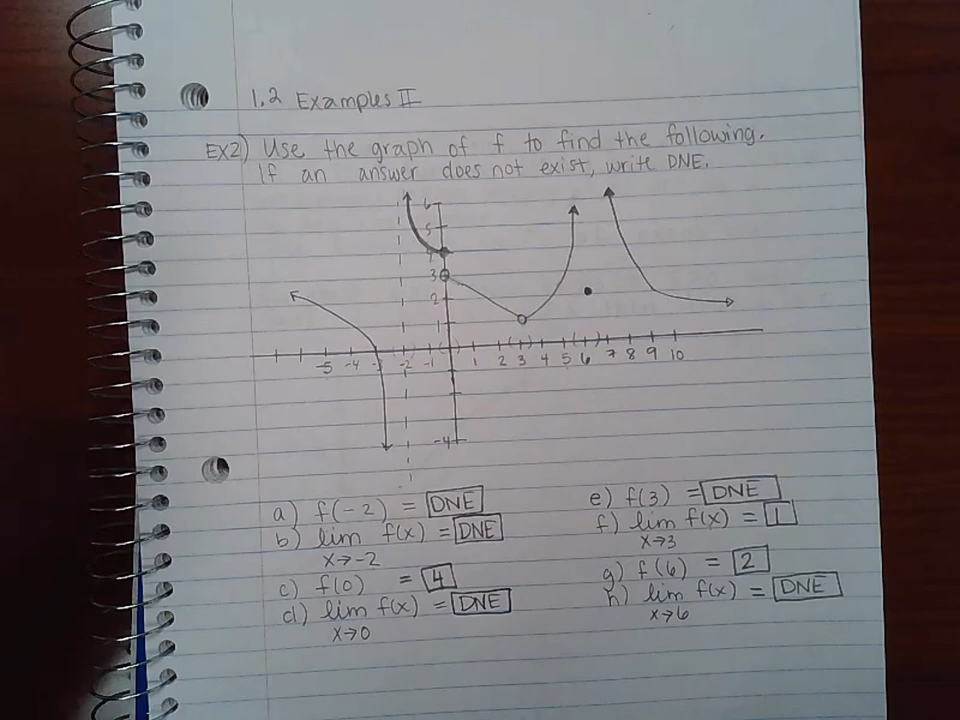 1.2 Examples II
EX2) Use the graph of f to find the following.
If an answer does not exist, write DNE.
6
5
4
3
2
-5 -4 -2 -1 1 2 3 4 5 6 7 8 9 10
-4
a) f(-2) = DNE
b) lim f(x) = DNE
x→-2
c) f(0) = 4
d) lim f(x) = DNE
x→0
e) f(3) = DNE
f) lim f(x) = 1
x→3
g) f(6) = 2
h) lim f(x) = DNE
x→6